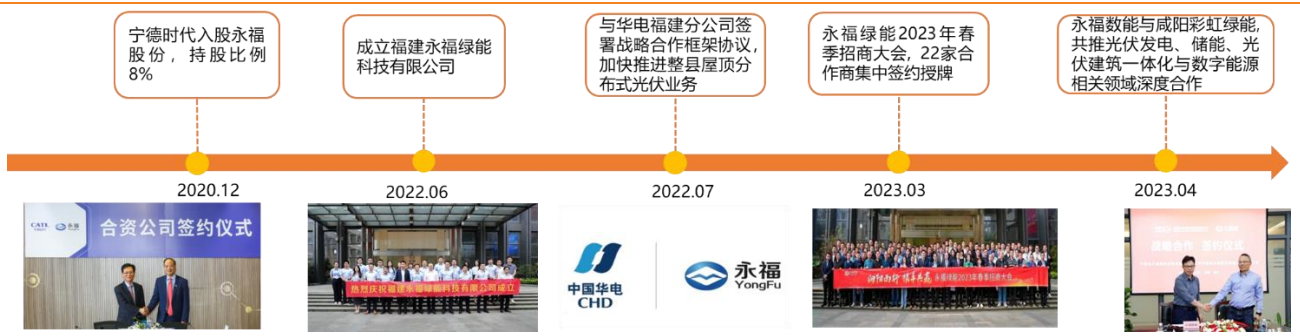 宁德时代入股永福
股份，持股比例
8%
成立福建永福绿能
科技有限公司
与华电福建分公司签
署战略合作框架协议，
加快推进整县屋顶分
布式光伏业务
永福绿能2023年春
季招商大会，22家合
作商集中签约授牌
永福数能与咸阳彩虹绿能，
共推光伏发电、储能、光
伏建筑一体化与数字能源
相关领域深度合作
2020.12
2022.06
2022.07
2023.03
2023.04
CATL 永福
合资公司签约仪式
热烈庆祝福建永福绿能科技有限公司成立
中国华电
CHD
永福
YongFu
永福绿能2023年春季招商大会
战略合作 签约仪式